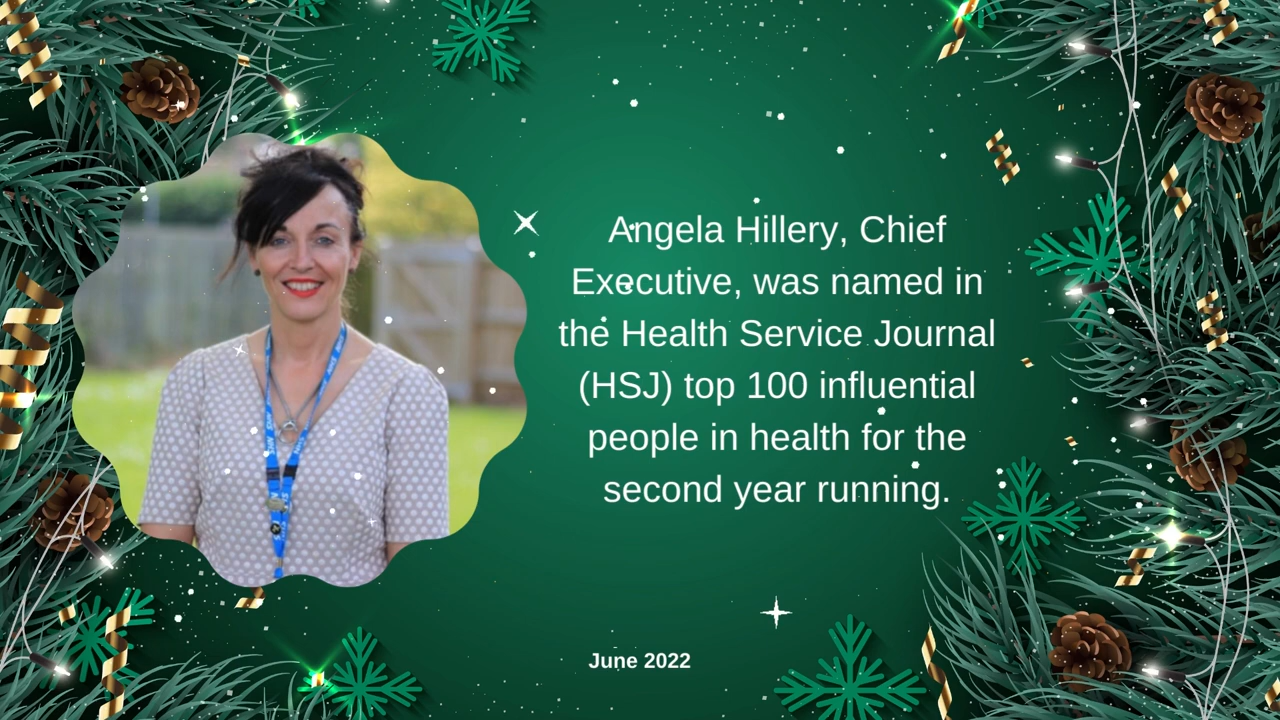 Angela Hillery, Chief
Executive, was named in
the Health Service Journal
(HSJ) top 100 influential
people in health for the
second year running.
June 2022